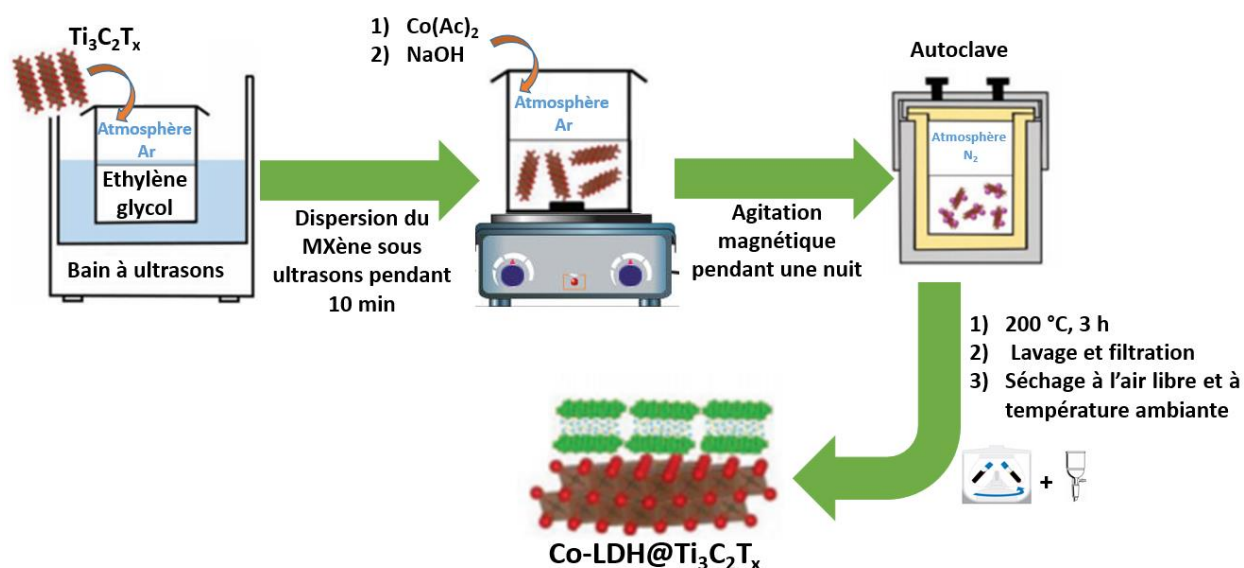 Ti₃C₂Tₓ
Atmosphère
Ar
Ethylène
glycol
Bain à ultrasons
Dispersion du
MXène sous
ultrasons pendant
10 min
1) Co(Ac)₂
2) NaOH
Atmosphère
Ar
Agitation
magnétique
pendant une nuit
Autoclave
Atmosphère
N₂
1) 200 °C, 3 h
2) Lavage et filtration
3) Séchage à l'air libre et à
température ambiante
+
Co-LDH@Ti₃C₂Tₓ